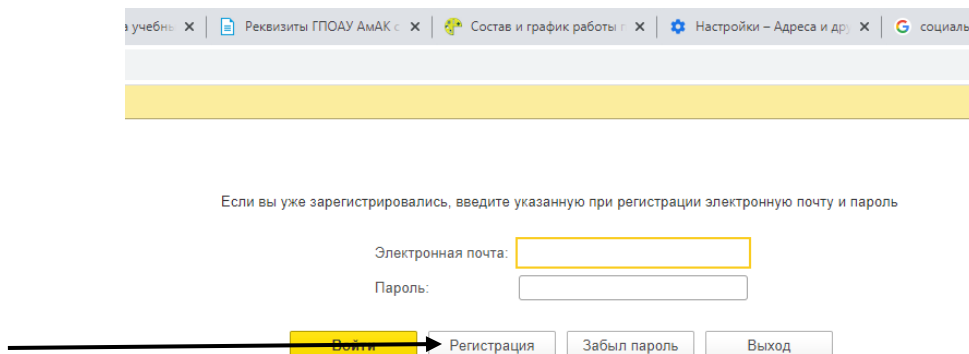 а учебны Реквизиты ГПОАУ АмАК с Состав и график работы п Настройки – Адреса и др социаль
Если вы уже зарегистрировались, введите указанную при регистрации электронную почту и пароль
Электронная почта:
Пароль:
Войти Регистрация Забыл пароль Выход